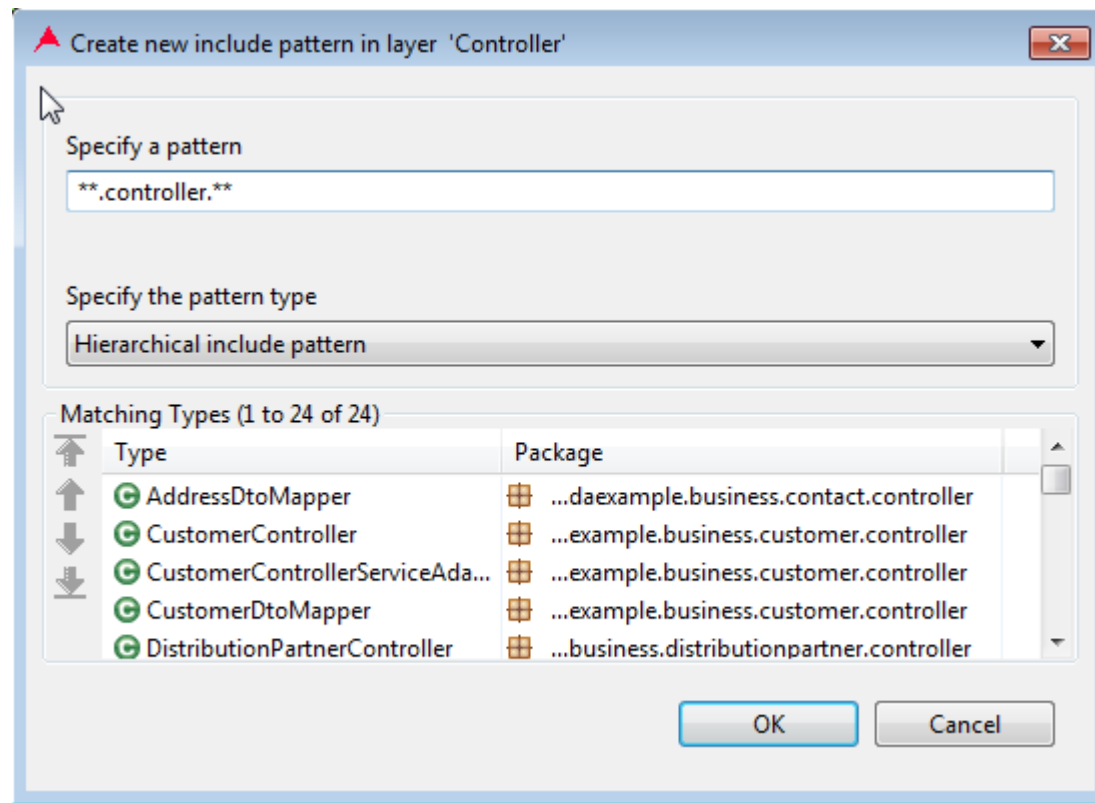 Create new include pattern in layer 'Controller'
Specify a pattern
**.controller.**
Specify the pattern type
Hierarchical include pattern
Matching Types (1 to 24 of 24)
Type Package
AddressDtoMapper ...daexample.business.contact.controller
CustomerController ...example.business.customer.controller
CustomerControllerServiceAda... ...example.business.customer.controller
CustomerDtoMapper ...example.business.customer.controller
DistributionPartnerController ...business.distributionpartner.controller
OK Cancel